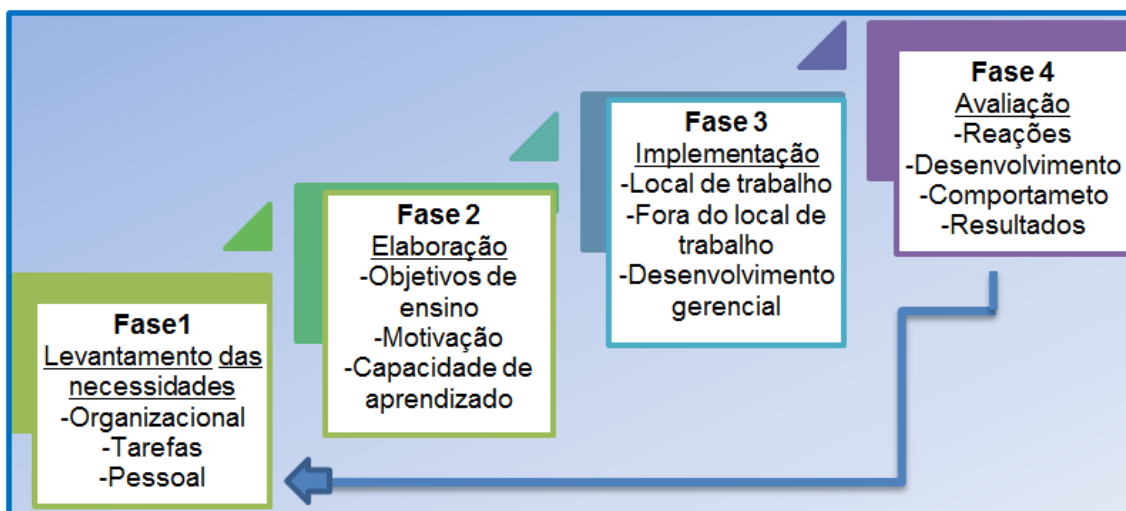 Fase1
Levantamento das
necessidades
-Organizacional
-Tarefas
-Pessoal
Fase 2
Elaboração
-Objetivos de
ensino
-Motivação
-Capacidade de
aprendizado
Fase 3
Implementação
-Local de trabalho
-Fora do local de
trabalho
-Desenvolvimento
gerencial
Fase 4
Avaliação
-Reações
-Desenvolvimento
-Comportameto
-Resultados